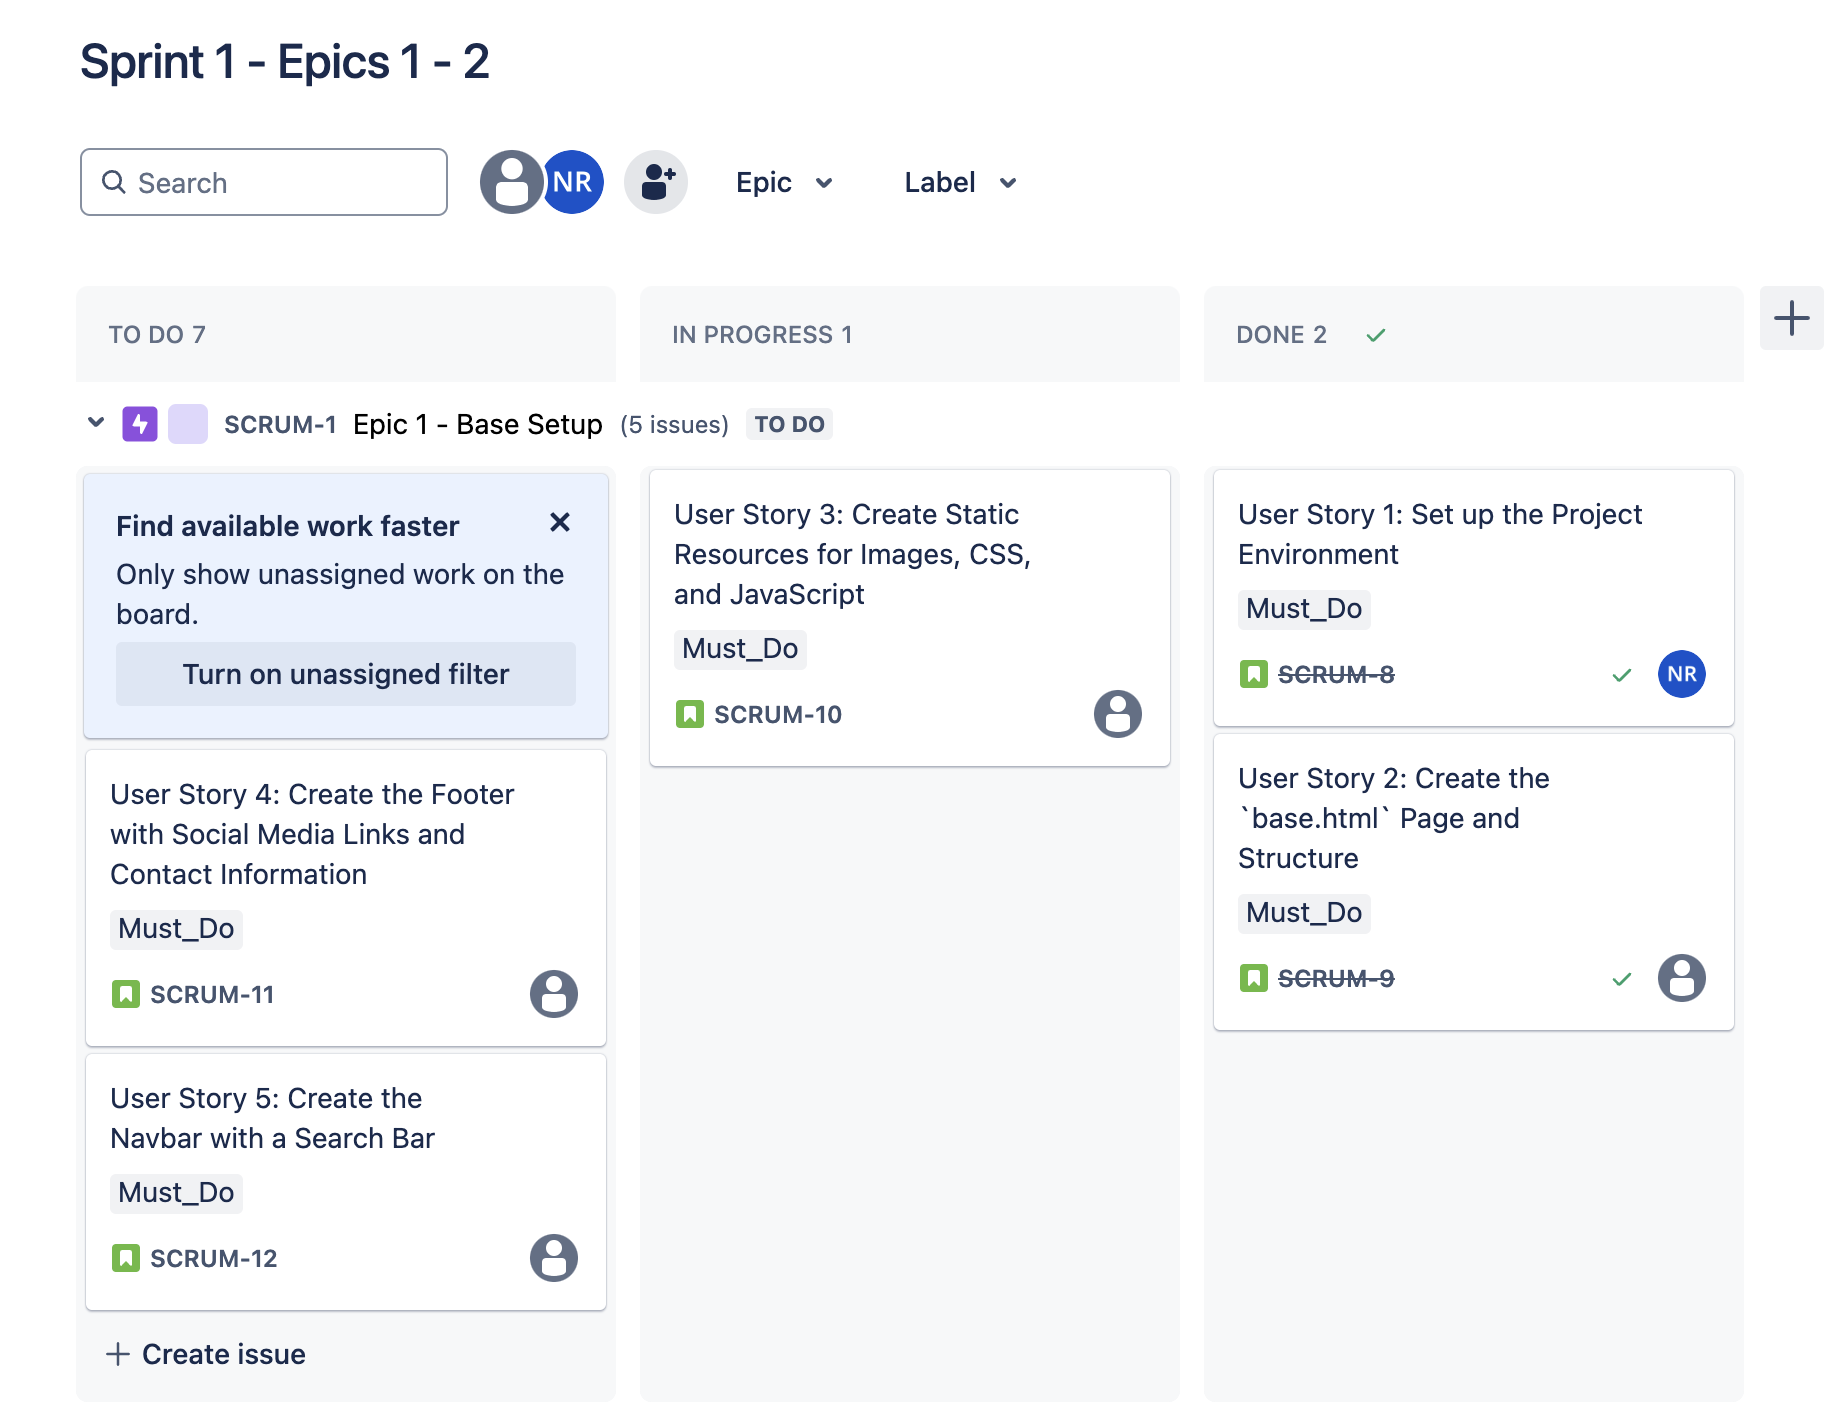 Sprint 1 - Epics 1 - 2
Search
NR
Epic
Label
TO DO 7
IN PROGRESS 1
DONE 2
SCRUM-1 Epic 1 - Base Setup (5 issues) TO DO
Find available work faster
Only show unassigned work on the
board.
Turn on unassigned filter
User Story 4: Create the Footer
with Social Media Links and
Contact Information
Must_Do
SCRUM-11
User Story 5: Create the
Navbar with a Search Bar
Must_Do
SCRUM-12
Create issue
User Story 3: Create Static
Resources for Images, CSS,
and JavaScript
Must_Do
SCRUM-10
User Story 1: Set up the Project
Environment
Must_Do
SCRUM-8
NR
User Story 2: Create the
`base.html` Page and
Structure
Must_Do
SCRUM-9